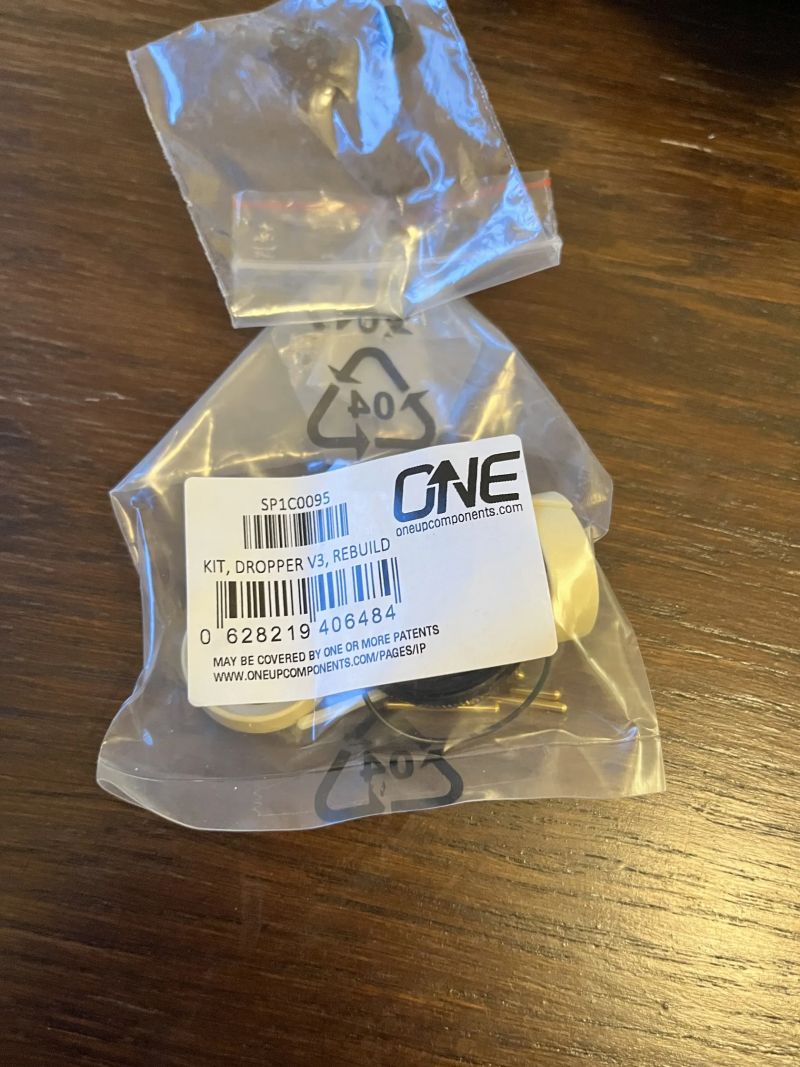 04
SP1C0095
ONE
oneupcomponents.com
KIT, DROPPER V3, REBUILD
0 628219 406484
MAY BE COVERED BY ONE OR MORE PATENTS
WWW.ONEUPCOMPONENTS.COM/PAGES/IP
04